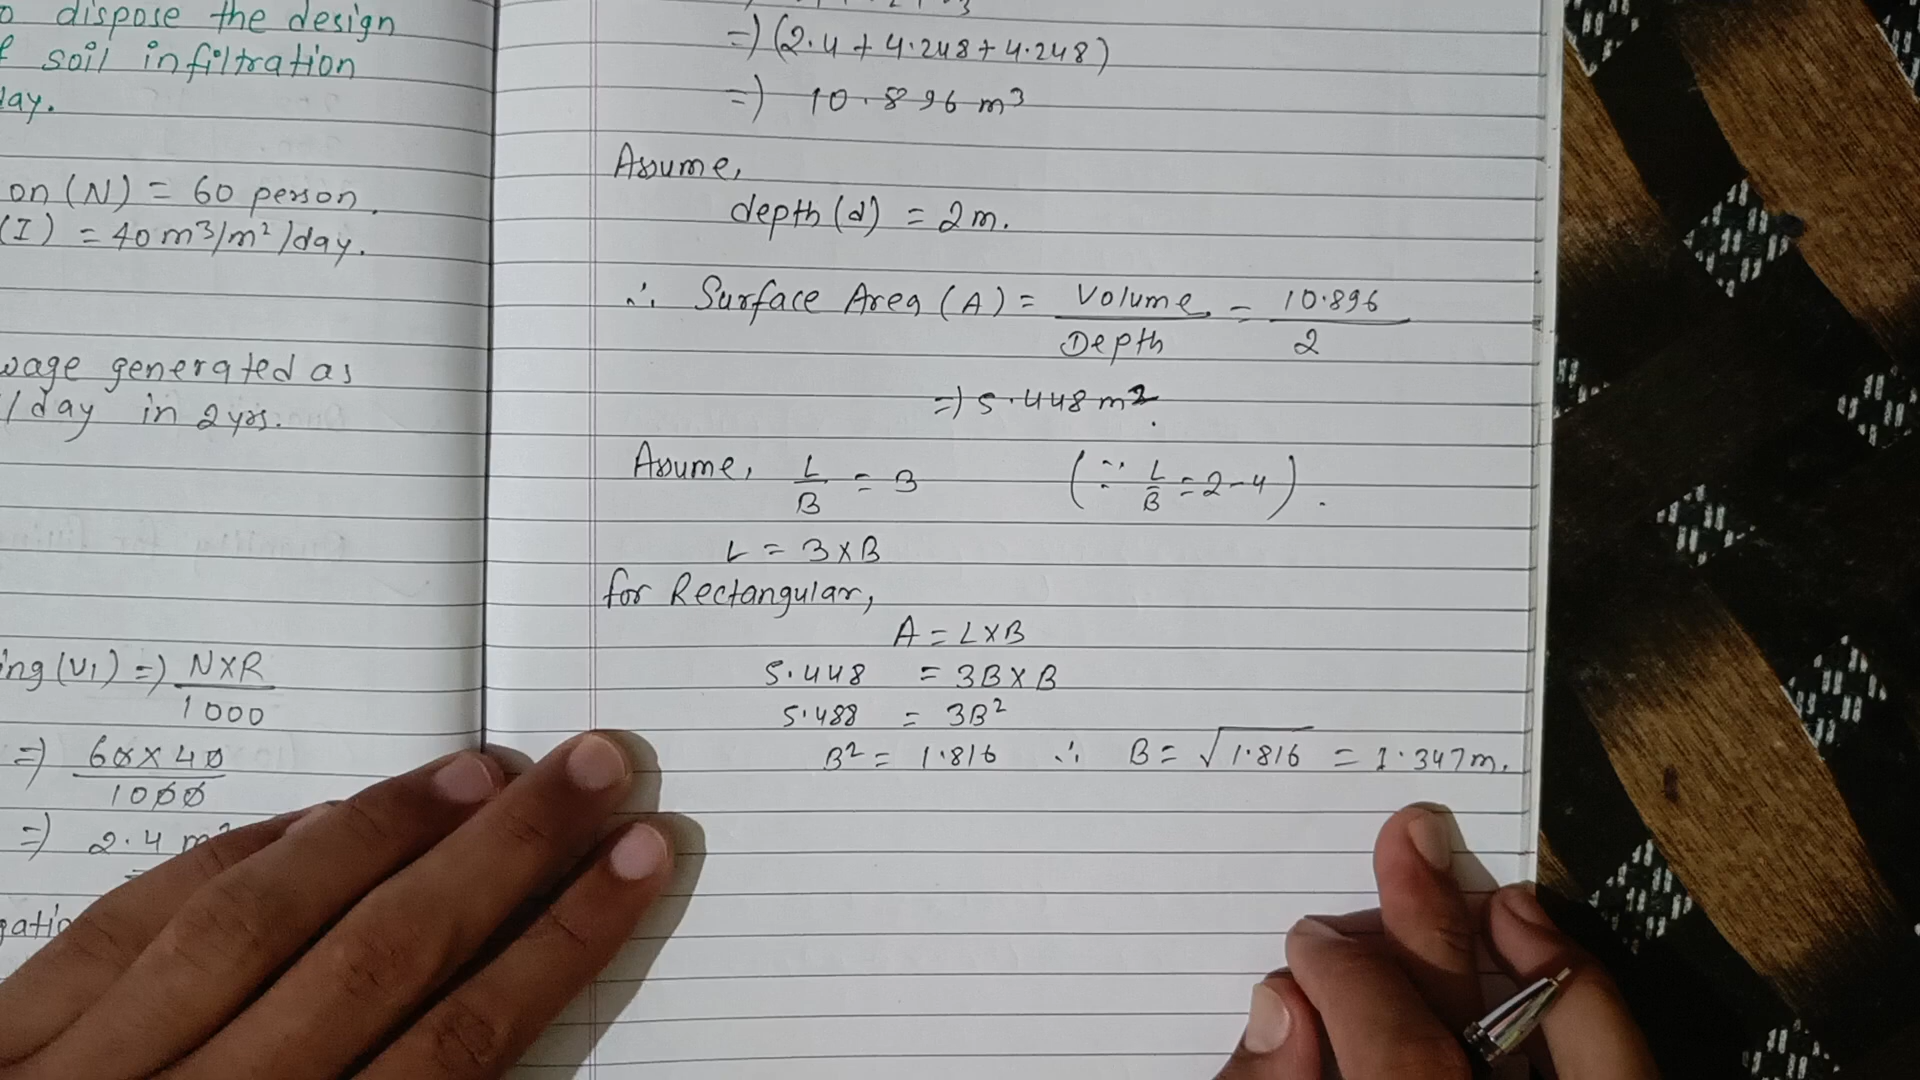 dispose the design
soil infiltration
day.
on (N) = 60 person.
(I) = 40 m³/m²/day.
wage generated as
/day in 2yrs.
ing (V1) =) N×R
1000
=) 60×40
1000
=) 2.4 m³
=) (2.4 + 4.248 + 4.248)
=) 10.896 m³
Assume,
depth (d) = 2m.
∴ Surface Area (A) = Volume = 10.896
Depth 2
=) 5.448 m².
Assume, L/B = 3 (∵ L/B = 2-4).
L = 3×B
for Rectangular,
A = L×B
5.448 = 3B×B
5.488 = 3B²
B² = 1.816 ∴ B = √1.816 = 1.347m.